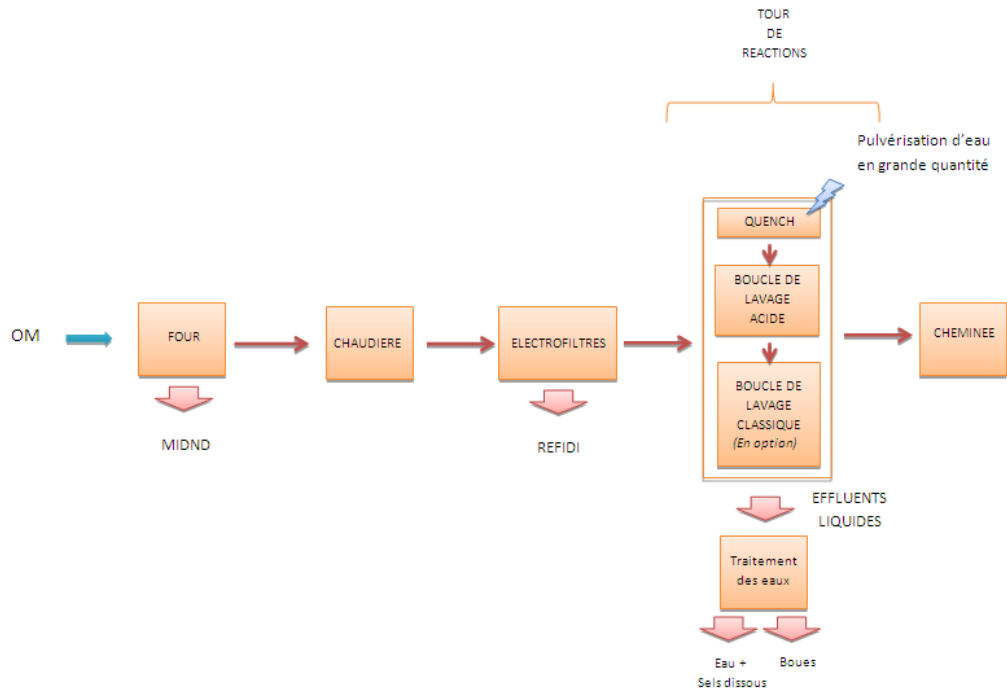 TOUR
DE
REACTIONS
Pulvérisation d'eau
en grande quantité
QUENCH
BOUCLE DE
LAVAGE
ACIDE
OM
FOUR
CHAUDIERE
ELECTROFILTRES
CHEMINEE
BOUCLE DE
LAVAGE
CLASSIQUE
(En option)
MIDND
REFIDI
EFFLUENTS
LIQUIDES
Traitement
des eaux
Eau +
Sels dissous
Boues